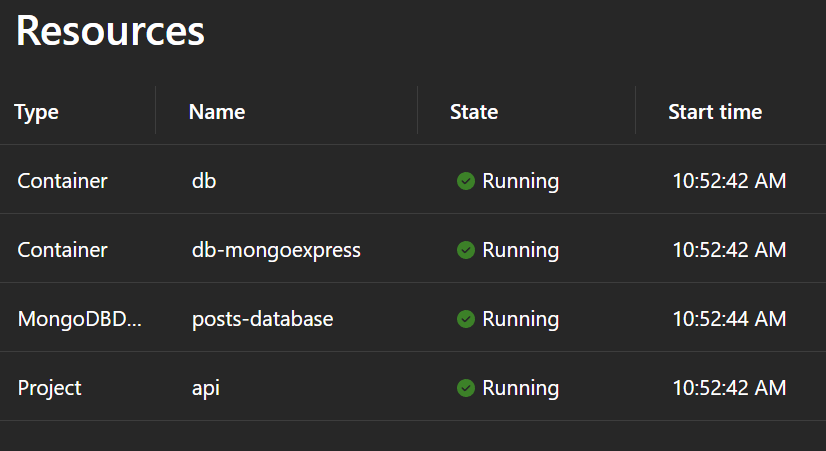 Resources
Type Name State Start time
Container db Running 10:52:42 AM
Container db-mongoexpress Running 10:52:42 AM
MongoDBD... posts-database Running 10:52:44 AM
Project api Running 10:52:42 AM